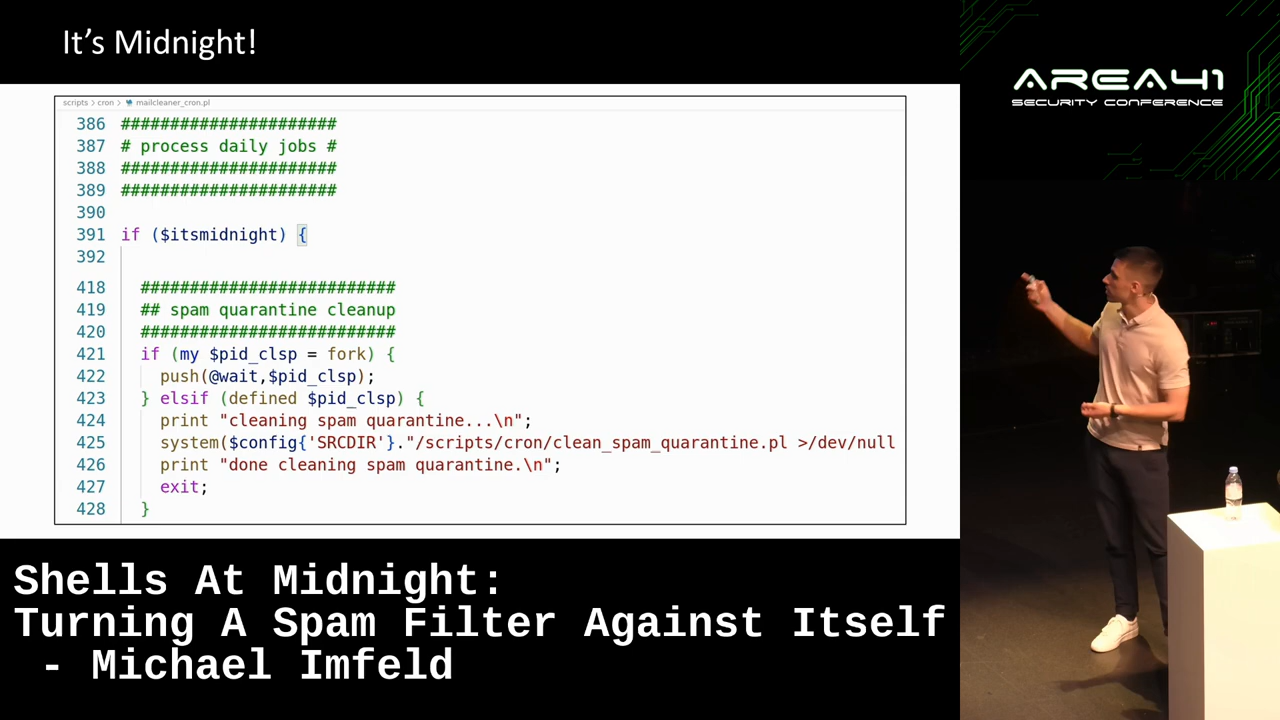 It's Midnight!
AREA41
SECURITY CONFERENCE
scripts > cron > mailcleaner_cron.pl
386 ######################
387 # process daily jobs #
388 ######################
389 ######################
390
391 if ($itsmidnight) {
392
418 ##########################
419 ## spam quarantine cleanup
420 ##########################
421 if (my $pid_clsp = fork) {
422 push(@wait,$pid_clsp);
423 } elsif (defined $pid_clsp) {
424 print "cleaning spam quarantine...\n";
425 system($config{'SRCDIR'}."/scripts/cron/clean_spam_quarantine.pl >/dev/null
426 print "done cleaning spam quarantine.\n";
427 exit;
428 }
Shells At Midnight:
Turning A Spam Filter Against Itself
- Michael Imfeld